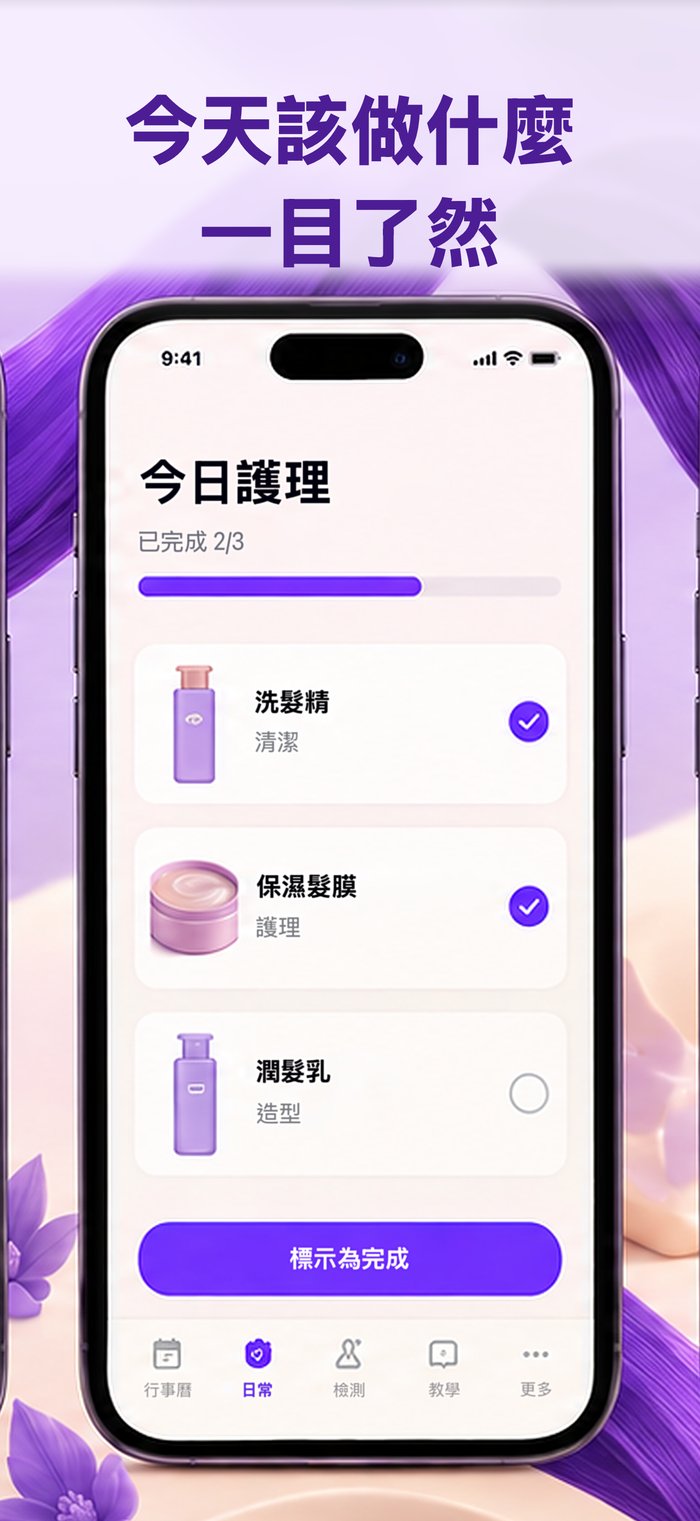 今天該做什麼
一目了然
9:41
今日護理
已完成 2/3
洗髮精
清潔
保濕髮膜
護理
潤髮乳
造型
標示為完成
行事曆
日常
檢測
教學
更多